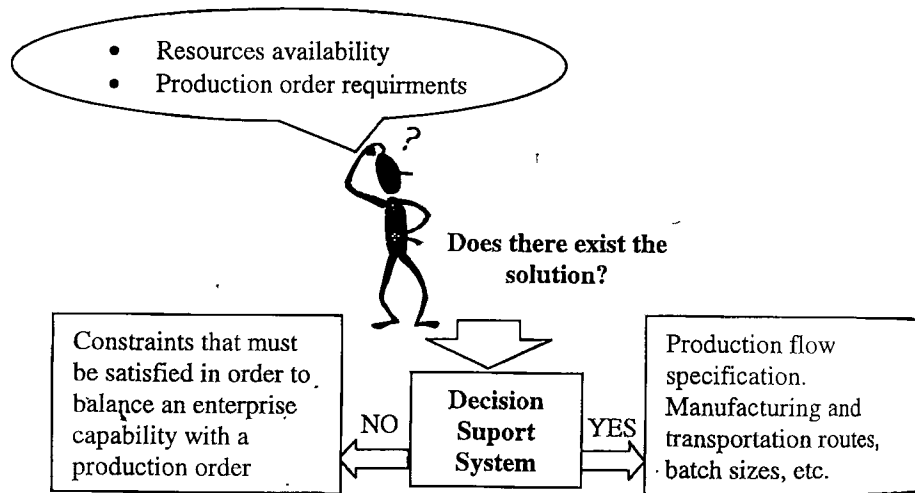 • Resources availability
• Production order requirments
?
Does there exist the
solution?
Constraints that must
be satisfied in order to
balance an enterprise
capability with a
production order
NO
Decision
Suport
System
YES
Production flow
specification.
Manufacturing and
transportation routes,
batch sizes, etc.